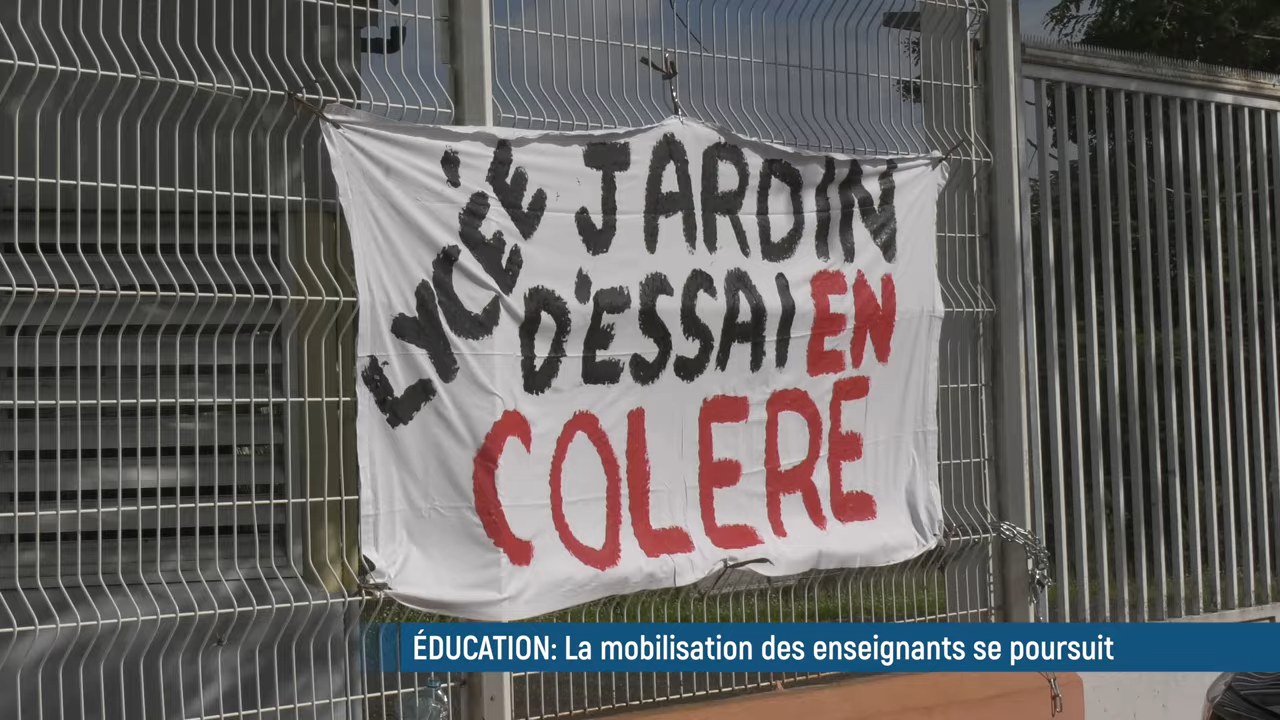 LYCÉE JARDIN
D'ESSAI EN
COLERE
ÉDUCATION: La mobilisation des enseignants se poursuit